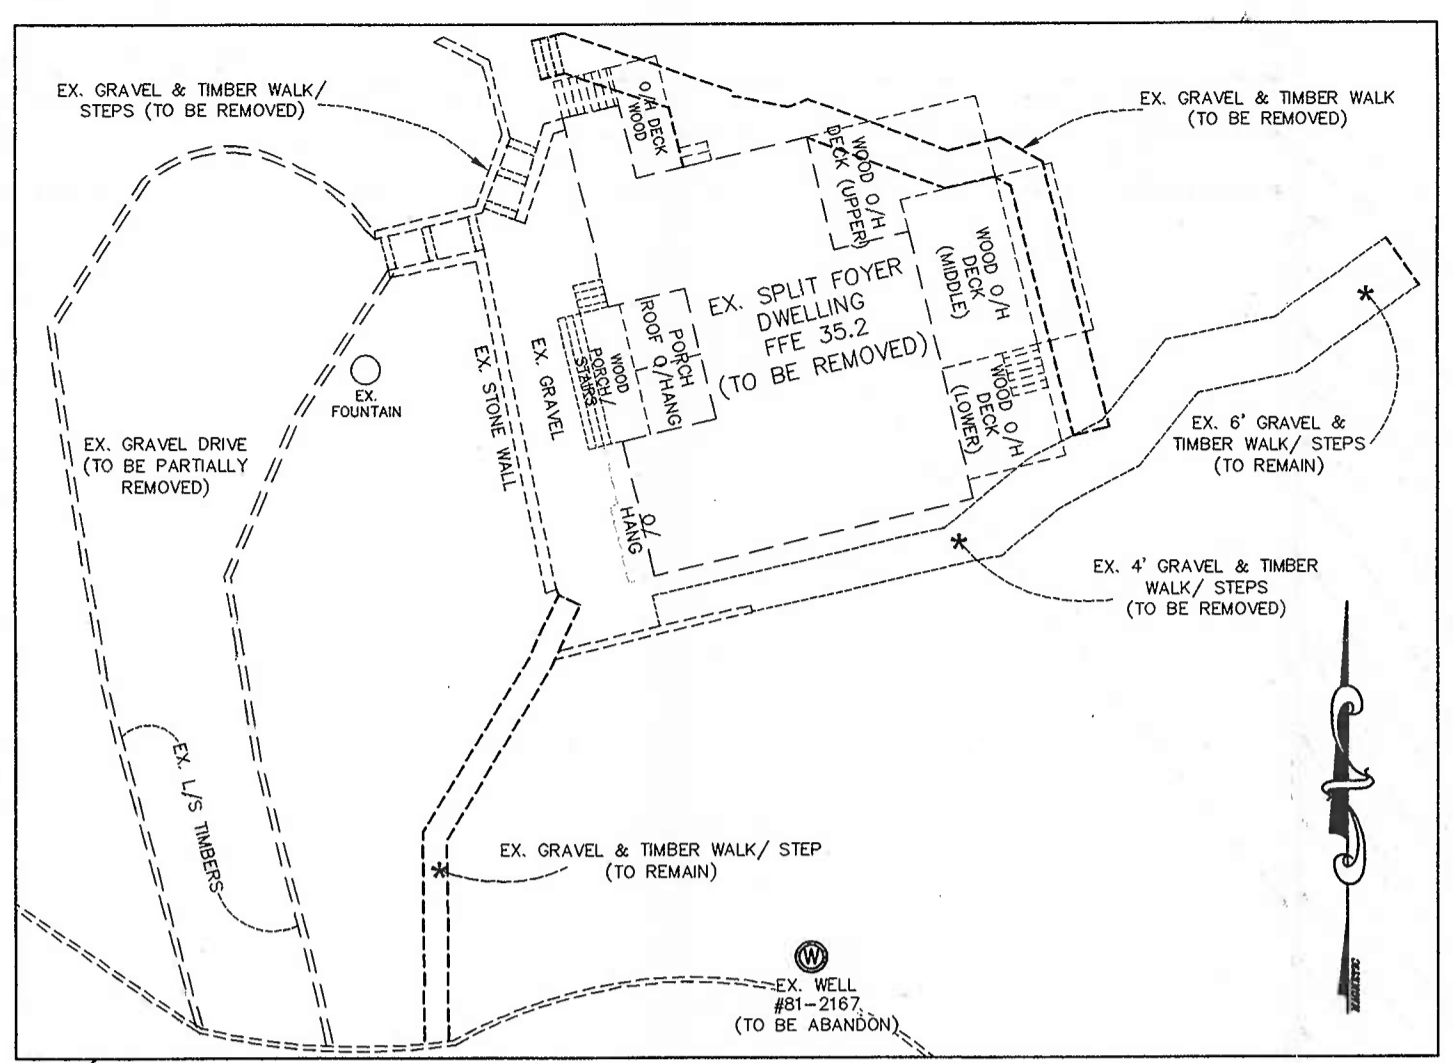 EX. GRAVEL & TIMBER WALK/
STEPS (TO BE REMOVED)
O/H DECK
WOOD
EX. GRAVEL & TIMBER WALK
(TO BE REMOVED)
WOOD O/H
DECK (UPPER)
WOOD O/H
DECK
(MIDDLE)
EX. SPLIT FOYER
DWELLING
FFE 35.2
(TO BE REMOVED)
PORCH
ROOF O/HANG
WOOD
PORCH/
STAIRS
EX. GRAVEL
EX. STONE WALL
EX.
FOUNTAIN
WOOD O/H
DECK
(LOWER)
EX. 6' GRAVEL &
TIMBER WALK/ STEPS
(TO REMAIN)
EX. GRAVEL DRIVE
(TO BE PARTIALLY
REMOVED)
O/
HANG
EX. 4' GRAVEL & TIMBER
WALK/ STEPS
(TO BE REMOVED)
EX. L/S TIMBERS
EX. GRAVEL & TIMBER WALK/ STEP
(TO REMAIN)
W
EX. WELL
#81-2167
(TO BE ABANDON)